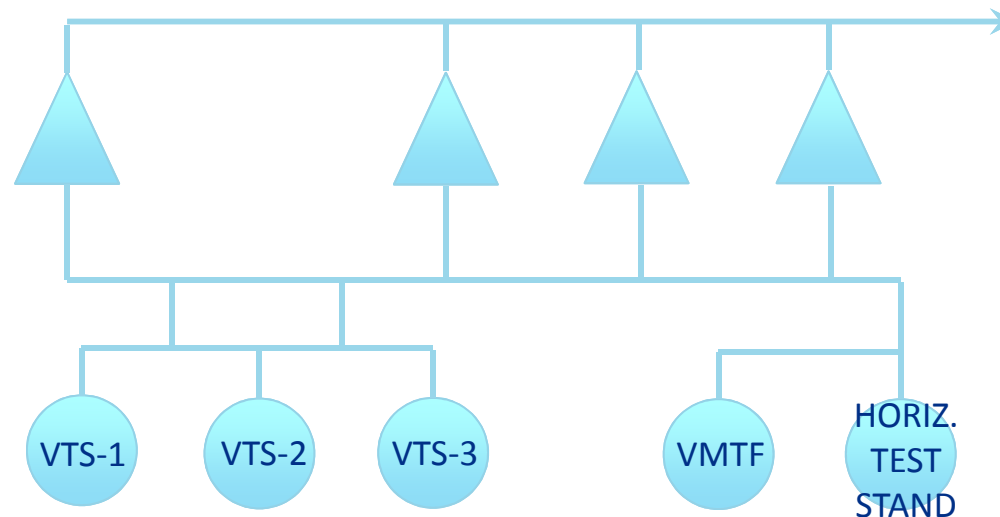 VTS-1
VTS-2
VTS-3
VMTF
HORIZ.
TEST
STAND